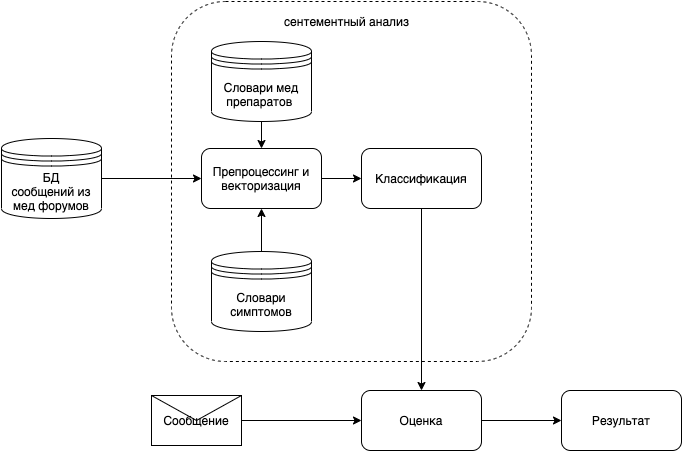 сентементный анализ
Словари мед
препаратов
БД
сообщений из
мед форумов
Препроцессинг и
векторизация
Классификация
Словари
симптомов
Сообщение
Оценка
Результат